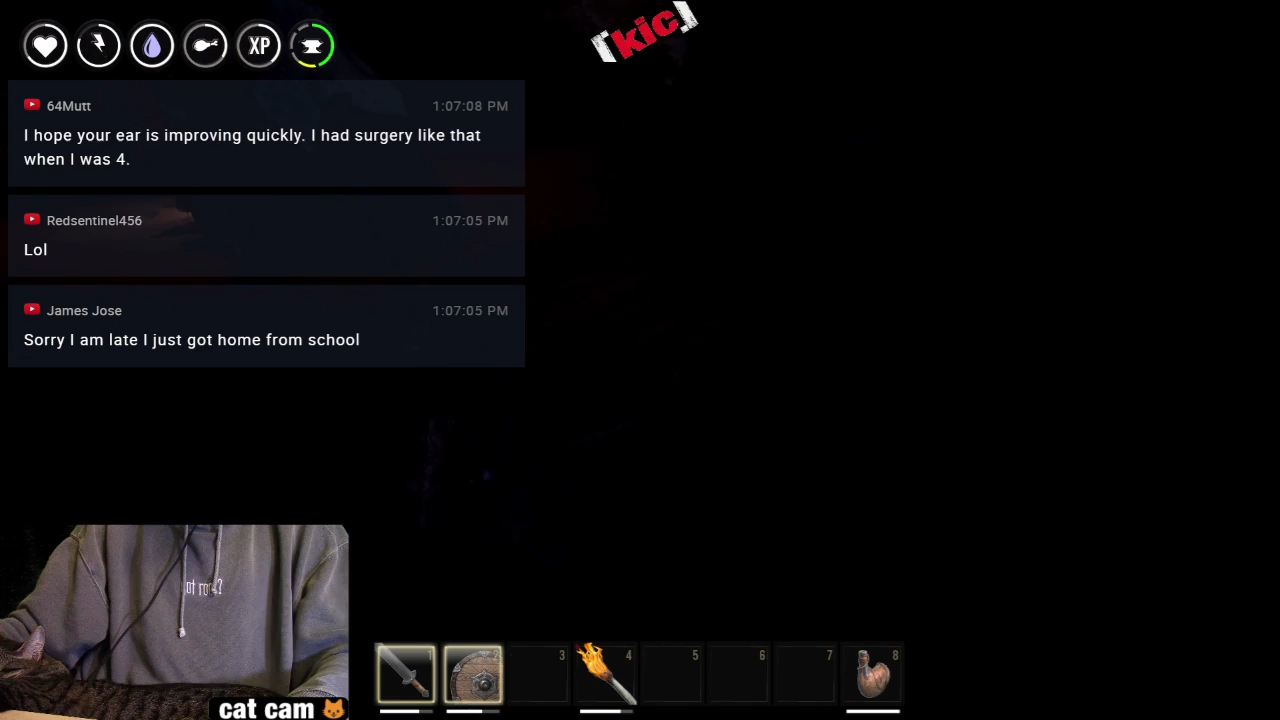 XP
[kic]
64Mutt 1:07:08 PM
I hope your ear is improving quickly. I had surgery like that
when I was 4.
Redsentinel456 1:07:05 PM
Lol
James Jose 1:07:05 PM
Sorry I am late I just got home from school
cat cam
1 2 3 4 5 6 7 8